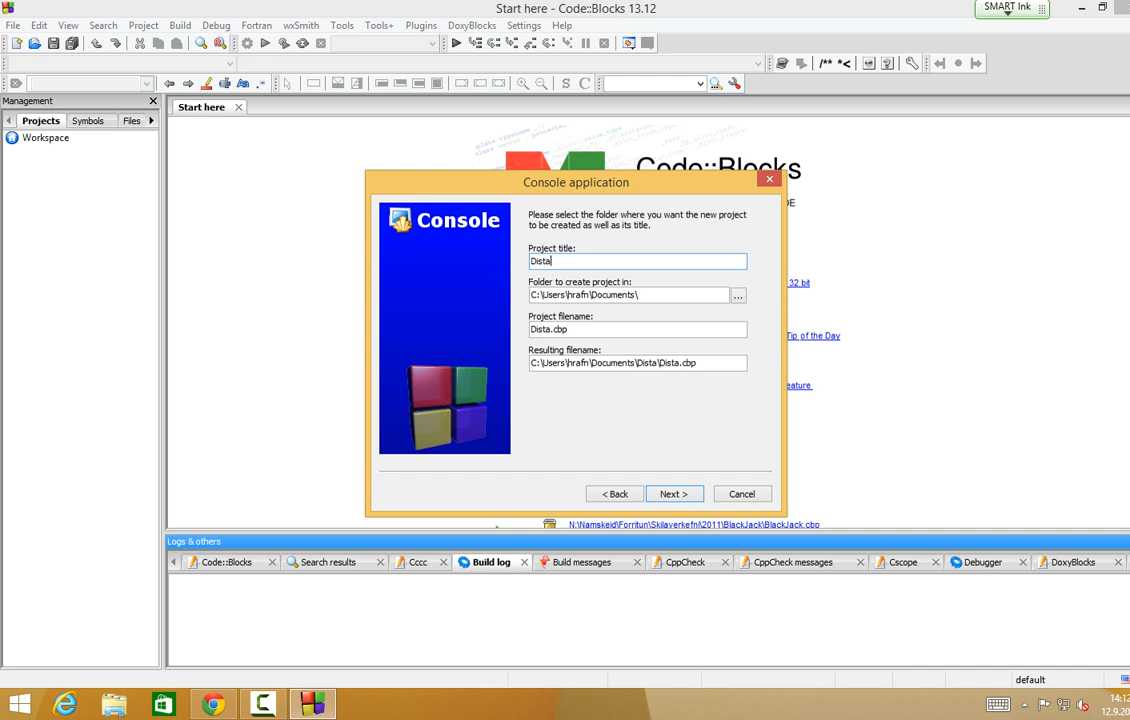 Start here - Code::Blocks 13.12
SMART Ink
File Edit View Search Project Build Debug Fortran wxSmith Tools Tools+ Plugins DoxyBlocks Settings Help
/** *<
S C
Management
Projects Symbols Files
Workspace
Start here
Code::Blocks
DE
32 bit
Tip of the Day
eature
Console application
Console
Please select the folder where you want the new project
to be created as well as its title.
Project title:
Dista
Folder to create project in:
C:\Users\hrafn\Documents\
...
Project filename:
Dista.cbp
Resulting filename:
C:\Users\hrafn\Documents\Dista\Dista.cbp
< Back Next > Cancel
N:\Namskeid\Forritun\Skilaverkefni\2011\BlackJack\BlackJack.cbp
Logs & others
Code::Blocks Search results Cccc Build log Build messages CppCheck CppCheck messages Cscope Debugger DoxyBlocks
default
14:12
12.9.20